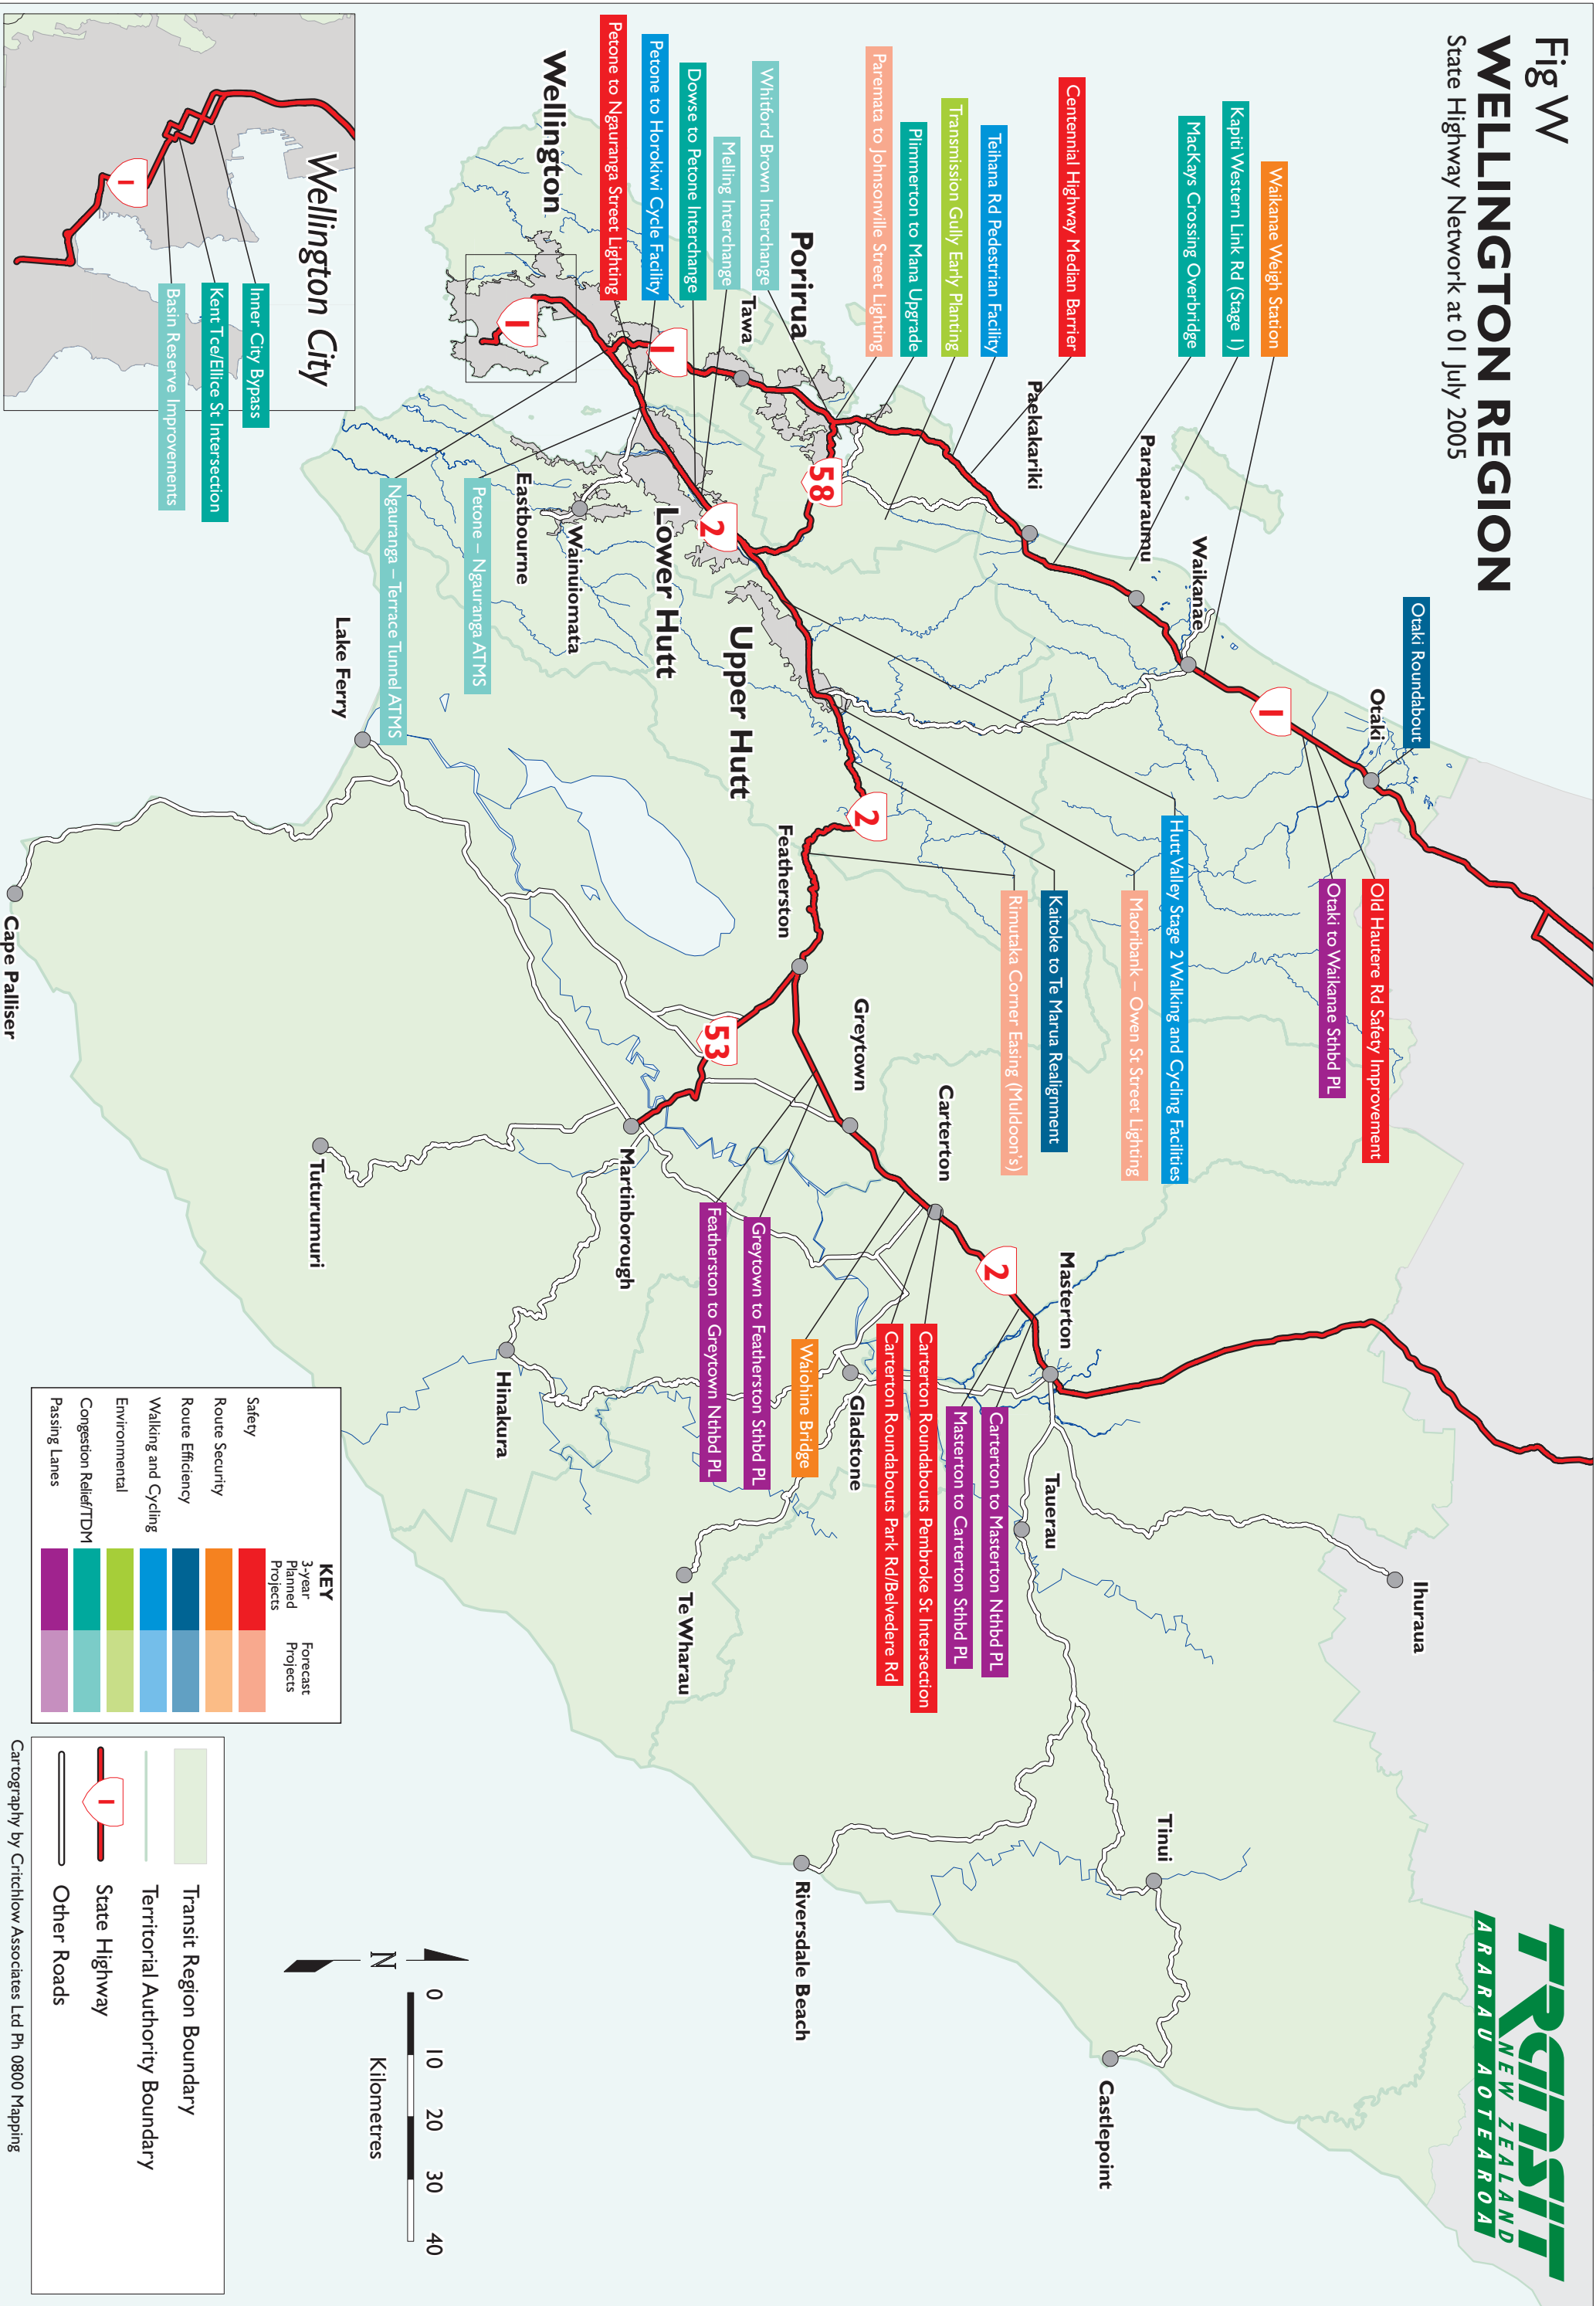 Fig W
WELLINGTON REGION
State Highway Network at 01 July 2005
TRANSIT
NEW ZEALAND
ARARAU AOTEAROA
Otaki Roundabout
Otaki
Old Hautere Rd Safety Improvement
Otaki to Waikanae Sthbd PL
1
Waikanae Weigh Station
Kapiti Western Link Rd (Stage 1)
MacKays Crossing Overbridge
Waikanae
Paraparaumu
Paekakariki
Centennial Highway Median Barrier
Teihana Rd Pedestrian Facility
Transmission Gully Early Planting
Plimmerton to Mana Upgrade
Paremata to Johnsonville Street Lighting
Porirua
Whitford Brown Interchange
Tawa
Melling Interchange
Dowse to Petone Interchange
Petone to Horokiwi Cycle Facility
Petone to Ngauranga Street Lighting
Wellington
1
1
58
2
Hutt Valley Stage 2 Walking and Cycling Facilities
Maoribank – Owen St Street Lighting
Kaitoke to Te Marua Realignment
Rimutaka Corner Easing (Muldoon's)
2
Upper Hutt
Lower Hutt
Wainuiomata
Eastbourne
Petone – Ngauranga ATMS
Ngauranga – Terrace Tunnel ATMS
Lake Ferry
Cape Palliser
Featherston
53
Greytown
Carterton
2
Masterton
Martinborough
Tuturumuri
Hinakura
Gladstone
Te Wharau
Tauerau
Ihuraua
Tinui
Riversdale Beach
Castlepoint
Carterton to Masterton Nthbd PL
Masterton to Carterton Sthbd PL
Carterton Roundabouts Pembroke St Intersection
Carterton Roundabouts Park Rd/Belvedere Rd
Waiohine Bridge
Greytown to Featherston Sthbd PL
Featherston to Greytown Nthbd PL
Wellington City
1
Inner City Bypass
Kent Tce/Ellice St Intersection
Basin Reserve Improvements
KEY
3-year
Planned
Projects
Forecast
Projects
Safety
Route Security
Route Efficiency
Walking and Cycling
Environmental
Congestion Relief/TDM
Passing Lanes
N
0 10 20 30 40
Kilometres
Transit Region Boundary
Territorial Authority Boundary
1
State Highway
Other Roads
Cartography by Critchlow Associates Ltd Ph 0800 Mapping